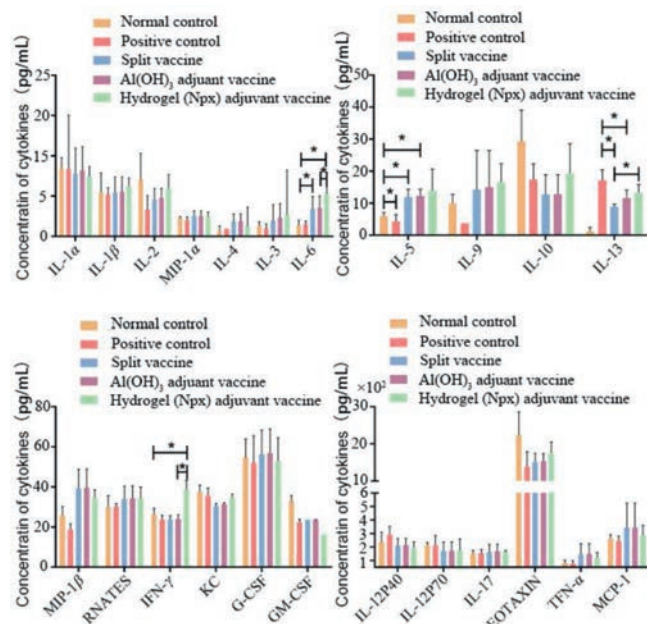 Normal control
Positive control
Split vaccine
Al(OH)₃ adjuant vaccine
Hydrogel (Npx) adjuvant vaccine
Concentratin of cytokines (pg/mL)
25
15
5
0
* * * *
IL-1α IL-1β IL-2 MIP-1α IL-4 IL-3 IL-6
Normal control
Positive control
Split vaccine
Al(OH)₃ adjuant vaccine
Hydrogel (Npx) adjuvant vaccine
Concentratin of cytokines (pg/mL)
50
40
30
20
10
0
* * * * * *
IL-5 IL-9 IL-10 IL-13
Normal control
Positive control
Split vaccine
Al(OH)₃ adjuant vaccine
Hydrogel (Npx) adjuvant vaccine
Concentratin of cytokines (pg/mL)
80
60
40
20
0
* *
MIP-1β RNATES IFN-γ KC G-CSF GM-CSF
Normal control
Positive control
Split vaccine
Al(OH)₃ adjuant vaccine
Hydrogel (Npx) adjuvant vaccine
Concentratin of cytokines (pg/mL)
30
20
10
6
5
4
3
2
1
IL-12P40 IL-12P70 IL-17 EOTAXIN TFN-α MCP-1